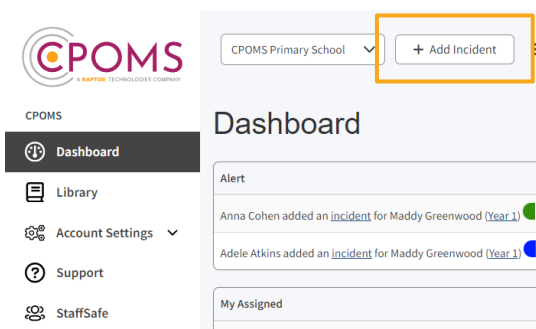 CPOMS
A RAPTOR TECHNOLOGIES COMPANY
CPOMS Primary School
+ Add Incident
CPOMS
Dashboard
Dashboard
Library
Account Settings
Support
StaffSafe
Alert
Anna Cohen added an incident for Maddy Greenwood (Year 1)
Adele Atkins added an incident for Maddy Greenwood (Year 1)
My Assigned